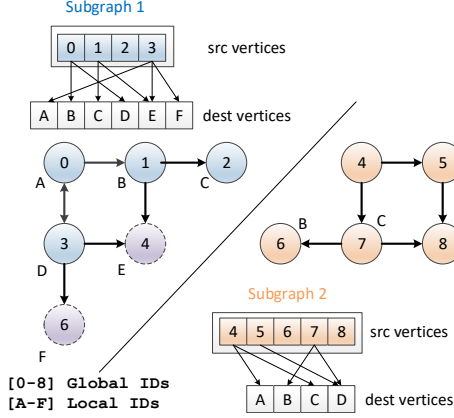 Subgraph 1
0 1 2 3
src vertices
A B C D E F
dest vertices
0 1 2
A B C
4 5
3 4
D E
B C
6 7 8
6
F
Subgraph 2
4 5 6 7 8
src vertices
[0-8] Global IDs
[A-F] Local IDs
A B C D
dest vertices